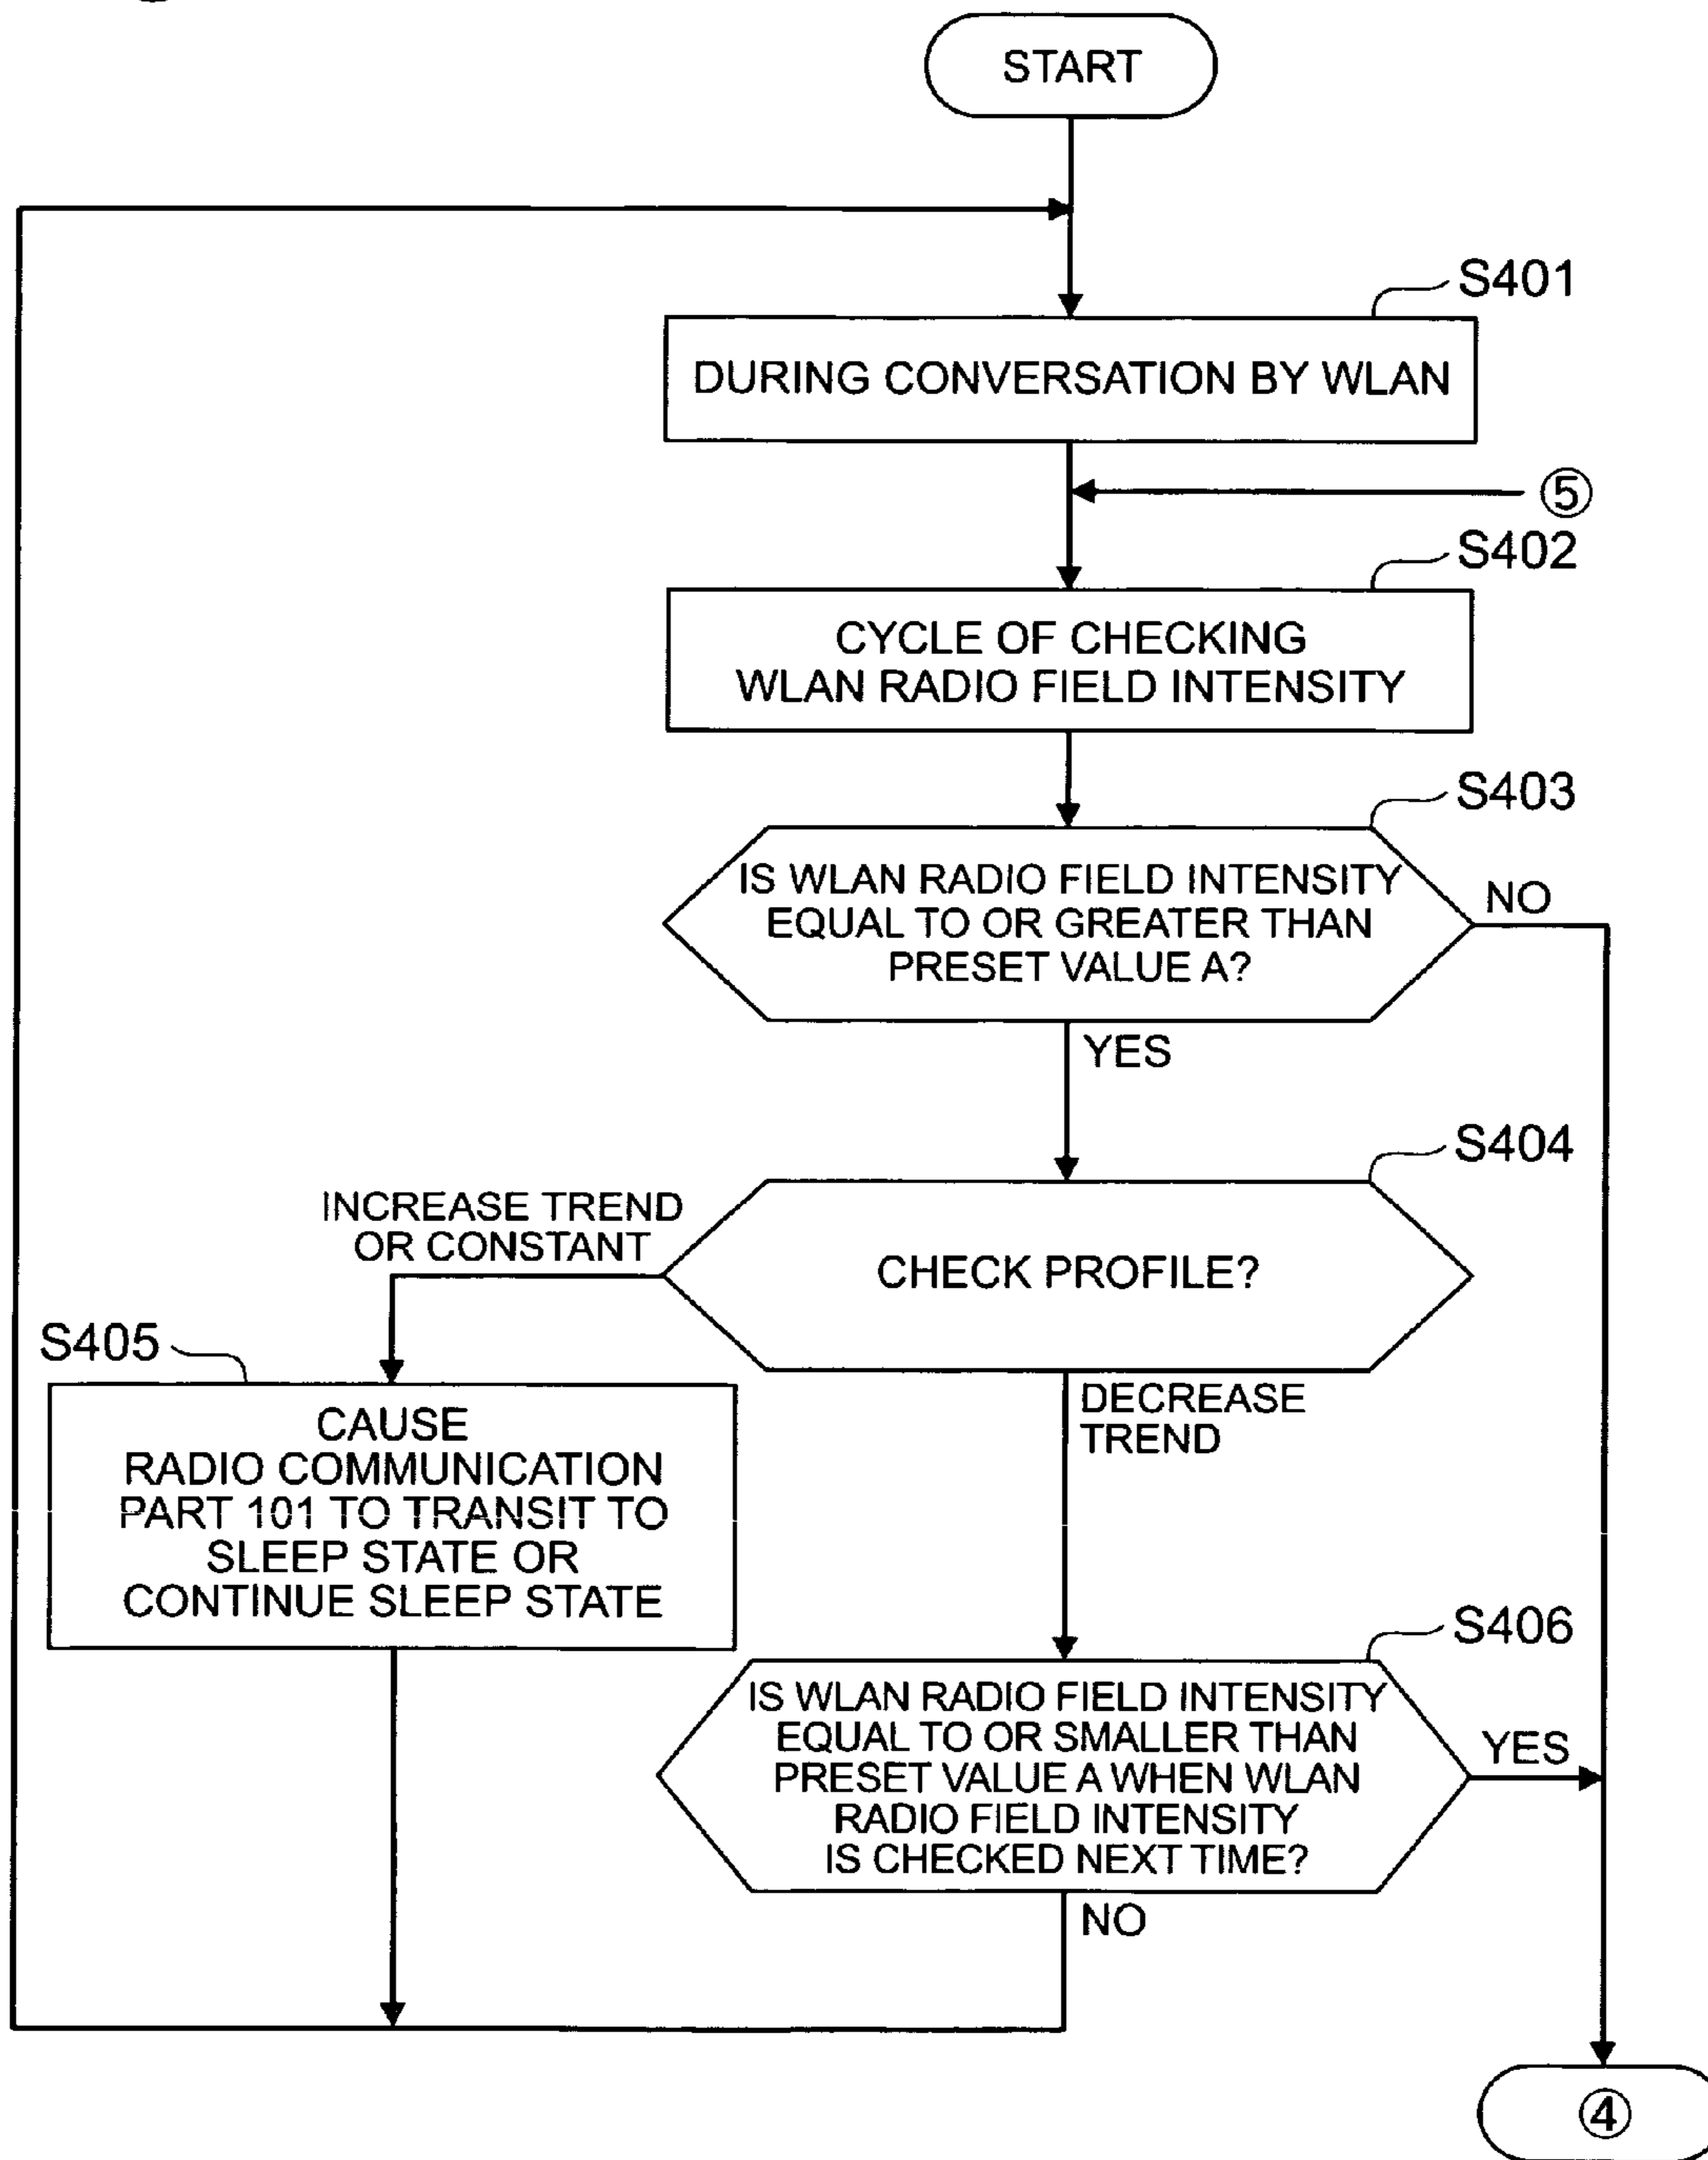 START
S401
DURING CONVERSATION BY WLAN
⑤
S402
CYCLE OF CHECKING
WLAN RADIO FIELD INTENSITY
S403
IS WLAN RADIO FIELD INTENSITY
EQUAL TO OR GREATER THAN
PRESET VALUE A?
NO
YES
S404
INCREASE TREND
OR CONSTANT
CHECK PROFILE?
S405
DECREASE
TREND
CAUSE
RADIO COMMUNICATION
PART 101 TO TRANSIT TO
SLEEP STATE OR
CONTINUE SLEEP STATE
S406
IS WLAN RADIO FIELD INTENSITY
EQUAL TO OR SMALLER THAN
PRESET VALUE A WHEN WLAN
RADIO FIELD INTENSITY
IS CHECKED NEXT TIME?
YES
NO
④